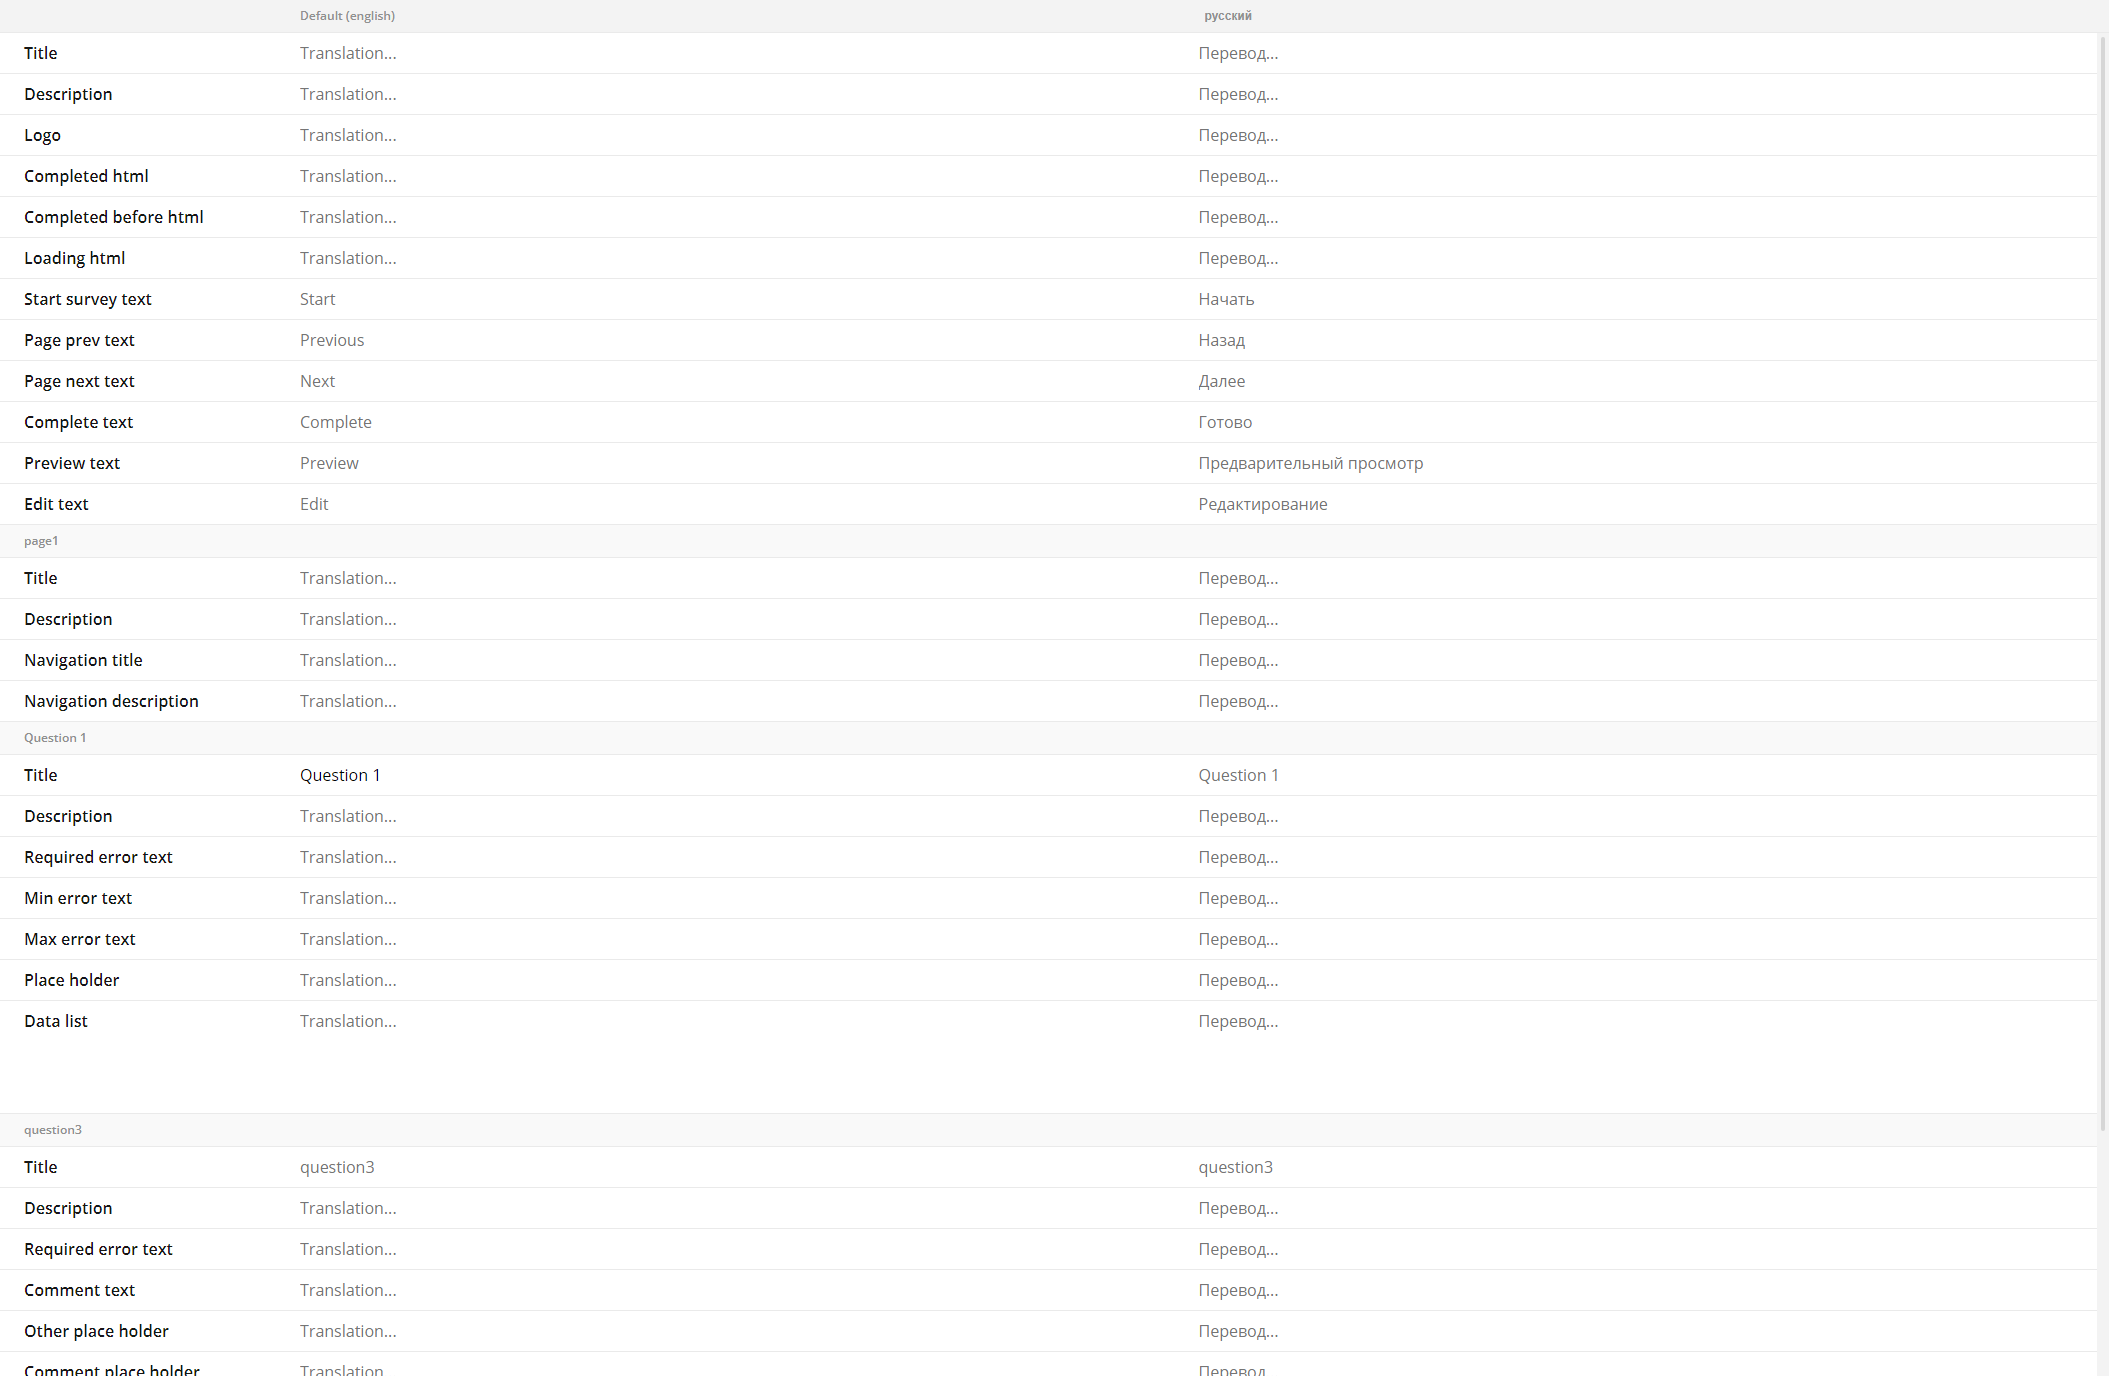 Default (english) русский
Title Translation... Перевод...
Description Translation... Перевод...
Logo Translation... Перевод...
Completed html Translation... Перевод...
Completed before html Translation... Перевод...
Loading html Translation... Перевод...
Start survey text Start Начать
Page prev text Previous Назад
Page next text Next Далее
Complete text Complete Готово
Preview text Preview Предварительный просмотр
Edit text Edit Редактирование
page1
Title Translation... Перевод...
Description Translation... Перевод...
Navigation title Translation... Перевод...
Navigation description Translation... Перевод...
Question 1
Title Question 1 Question 1
Description Translation... Перевод...
Required error text Translation... Перевод...
Min error text Translation... Перевод...
Max error text Translation... Перевод...
Place holder Translation... Перевод...
Data list Translation... Перевод...
question3
Title question3 question3
Description Translation... Перевод...
Required error text Translation... Перевод...
Comment text Translation... Перевод...
Other place holder Translation... Перевод...
Comment place holder Translation Перевод